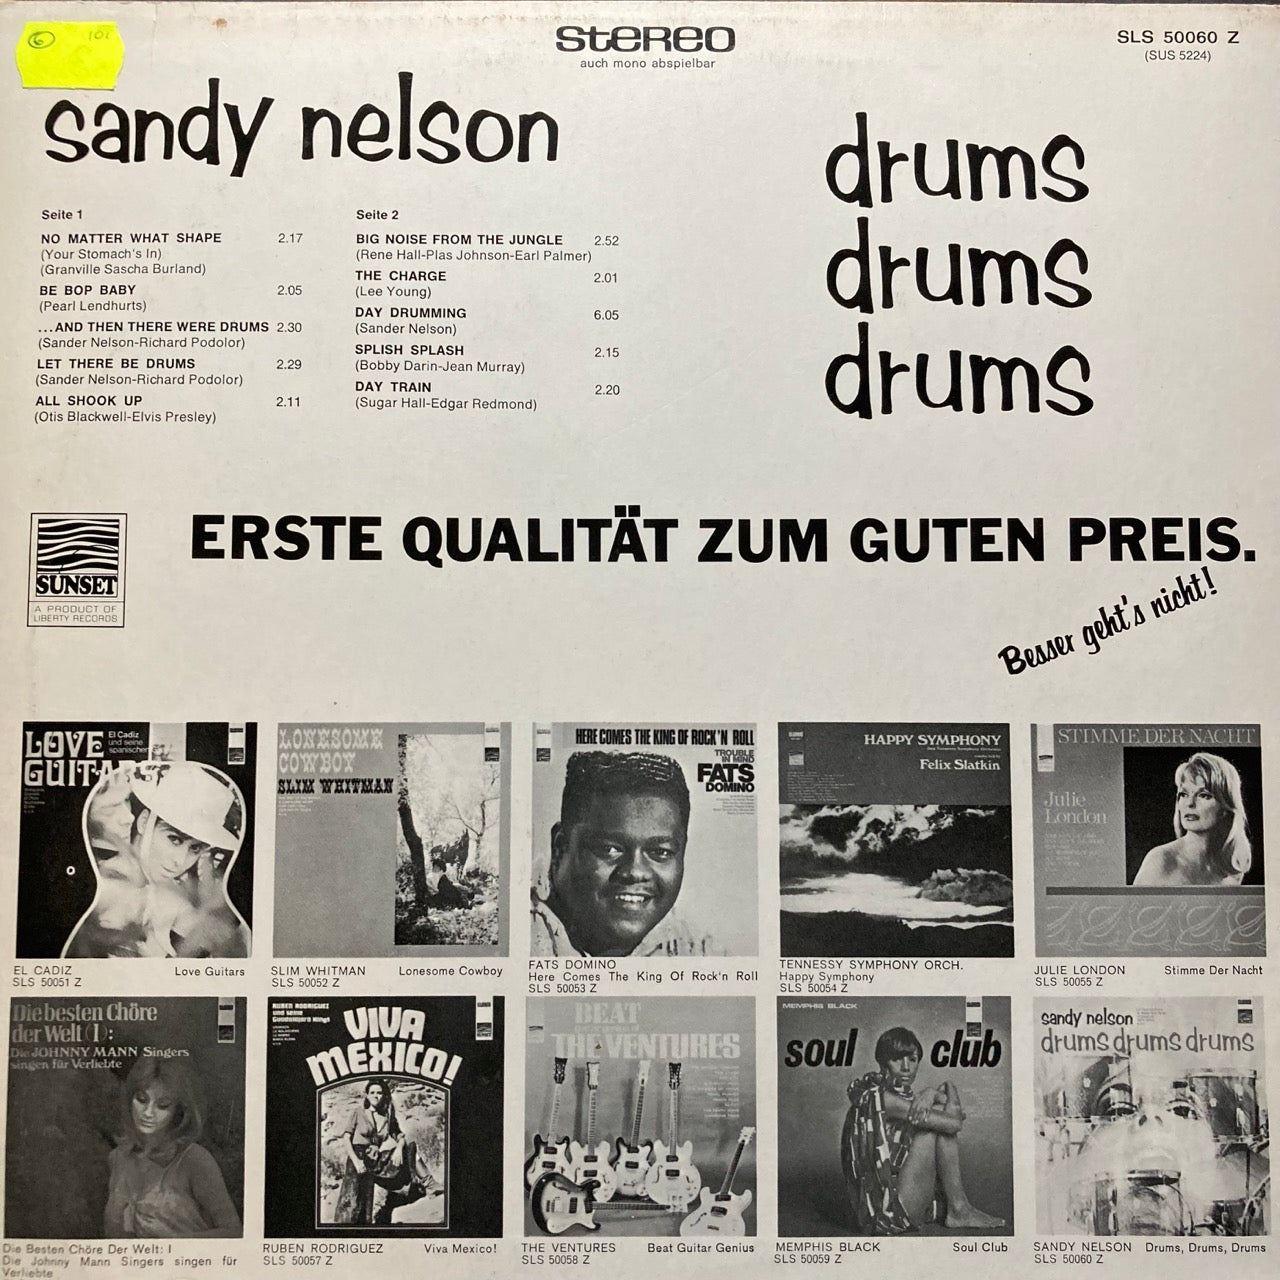 6 101
stereo
auch mono abspielbar
SLS 50060 Z
(SUS 5224)
sandy nelson
drums
drums
drums
Seite 1
NO MATTER WHAT SHAPE 2.17
(Your Stomach's In)
(Granville Sascha Burland)
BE BOP BABY 2.05
(Pearl Lendhurts)
...AND THEN THERE WERE DRUMS 2.30
(Sander Nelson-Richard Podolor)
LET THERE BE DRUMS 2.29
(Sander Nelson-Richard Podolor)
ALL SHOOK UP 2.11
(Otis Blackwell-Elvis Presley)
Seite 2
BIG NOISE FROM THE JUNGLE 2.52
(Rene Hall-Plas Johnson-Earl Palmer)
THE CHARGE 2.01
(Lee Young)
DAY DRUMMING 6.05
(Sander Nelson)
SPLISH SPLASH 2.15
(Bobby Darin-Jean Murray)
DAY TRAIN 2.20
(Sugar Hall-Edgar Redmond)
SUNSET
A PRODUCT OF
LIBERTY RECORDS
ERSTE QUALITÄT ZUM GUTEN PREIS.
Besser geht's nicht!
LOVE
GUITARS
El Cadiz
und seine
spanischen
LONESOME
COWBOY
SLIM WHITMAN
HERE COMES THE KING OF ROCK'N ROLL
TROUBLE
IN MIND
FATS
DOMINO
HAPPY SYMPHONY
Felix Slatkin
STIMME DER NACHT
Julie
London
EL CADIZ Love Guitars
SLS 50051 Z
SLIM WHITMAN Lonesome Cowboy
SLS 50052 Z
FATS DOMINO
Here Comes The King Of Rock'n Roll
SLS 50053 Z
TENNESSY SYMPHONY ORCH.
Happy Symphony
SLS 50054 Z
JULIE LONDON Stimme Der Nacht
SLS 50055 Z
Die besten Chöre
der Welt (1):
Die JOHNNY MANN Singers
singen für Verliebte
RUBEN RODRIGUEZ
und seine
Guadalajara Kings
VIVA
MEXICO!
BEAT
THE VENTURES
MEMPHIS BLACK
soul club
sandy nelson
drums drums drums
Die Besten Chöre Der Welt: I
Die Johnny Mann Singers singen für
Verliebte
RUBEN RODRIGUEZ Viva Mexico!
SLS 50057 Z
THE VENTURES Beat Guitar Genius
SLS 50058 Z
MEMPHIS BLACK Soul Club
SLS 50059 Z
SANDY NELSON Drums, Drums, Drums
SLS 50060 Z